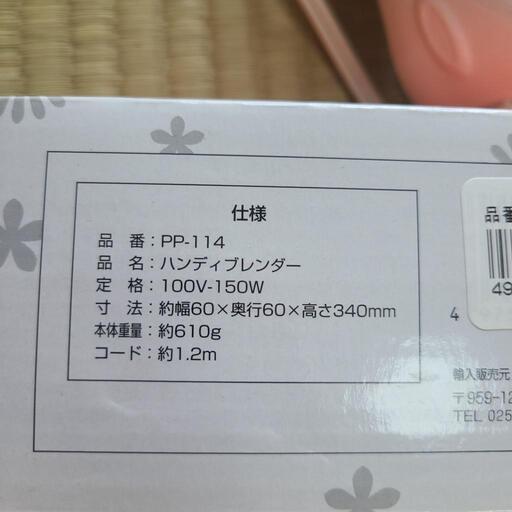 仕様
品 番：PP-114
品 名：ハンディブレンダー
定 格：100V-150W
寸 法：約幅60×奥行60×高さ340mm
本体重量：約610g
コード：約1.2m
品番
49
4
輸入販売元
〒959-12
TEL 025